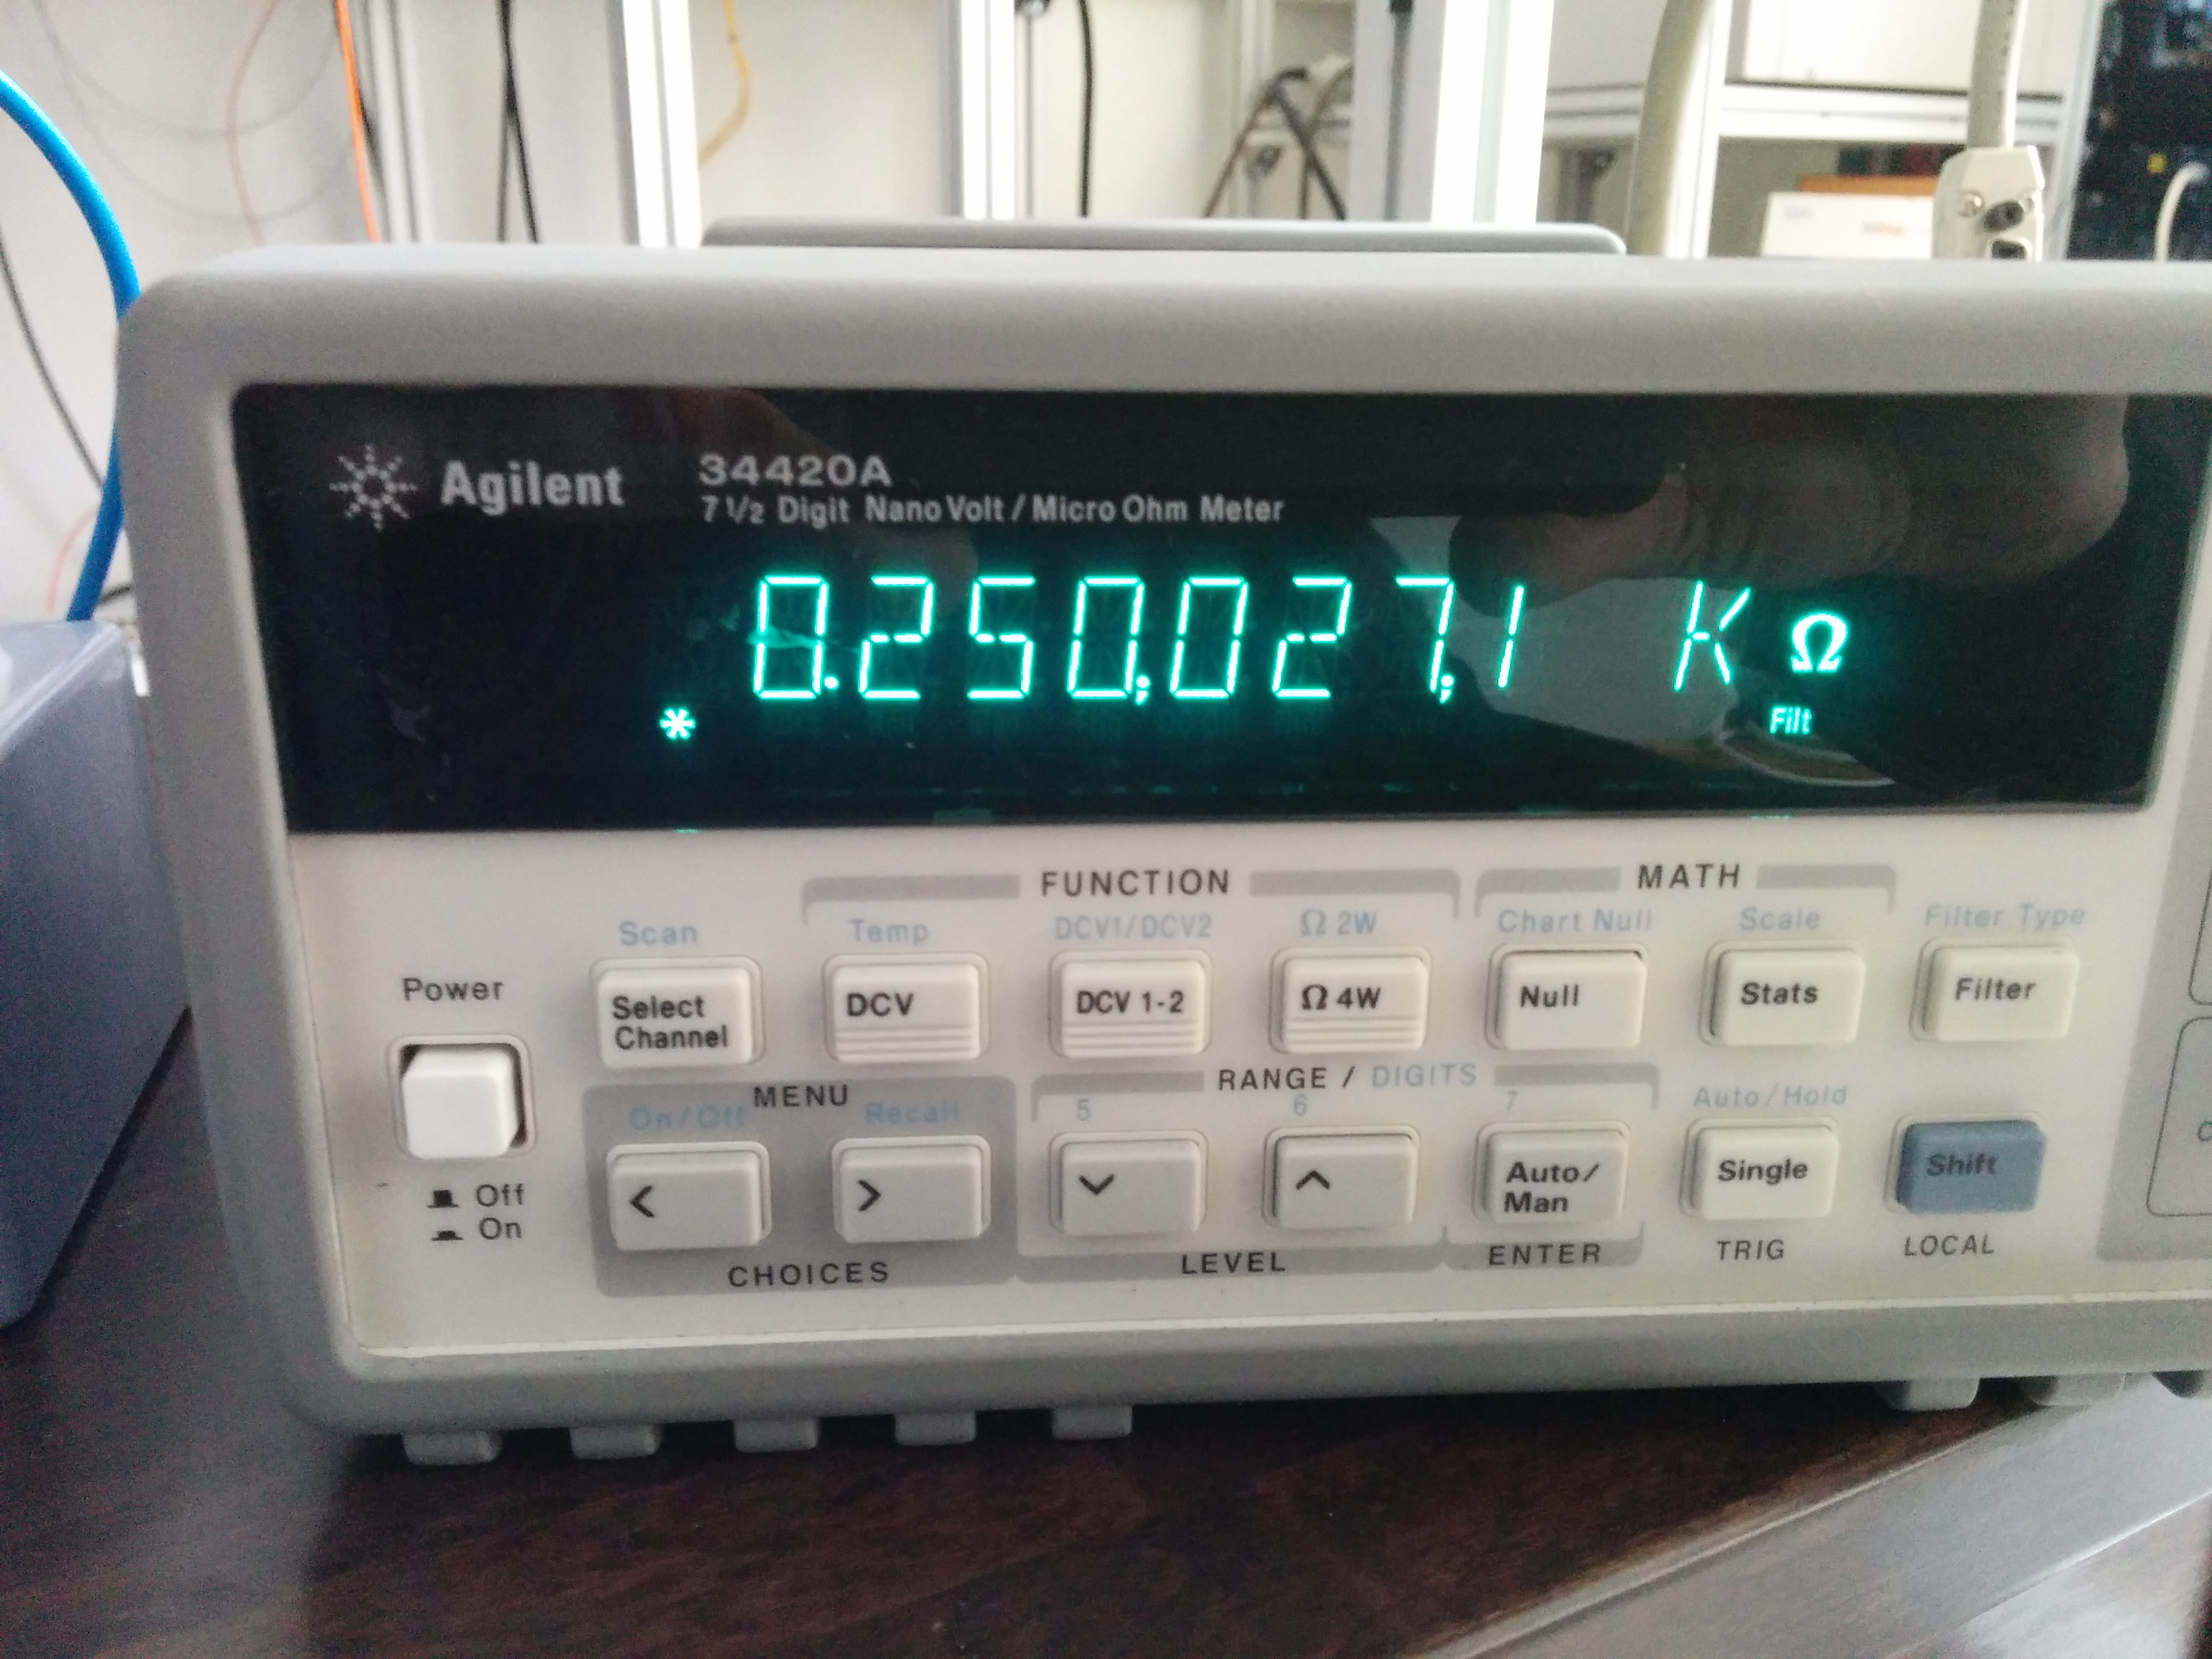 Agilent 34420A
7 1/2 Digit NanoVolt / Micro Ohm Meter
0.250,027,1 KΩ
* Filt
FUNCTION MATH
Scan Temp DCV1/DCV2 Ω 2W Chart Null Scale Filter Type
Power Select Channel DCV DCV 1-2 Ω 4W Null Stats Filter
MENU RANGE / DIGITS
On/Off Recall 5 6 7 Auto/Hold
< > ∨ ∧ Auto/Man Single Shift
Off
On
CHOICES LEVEL ENTER TRIG LOCAL